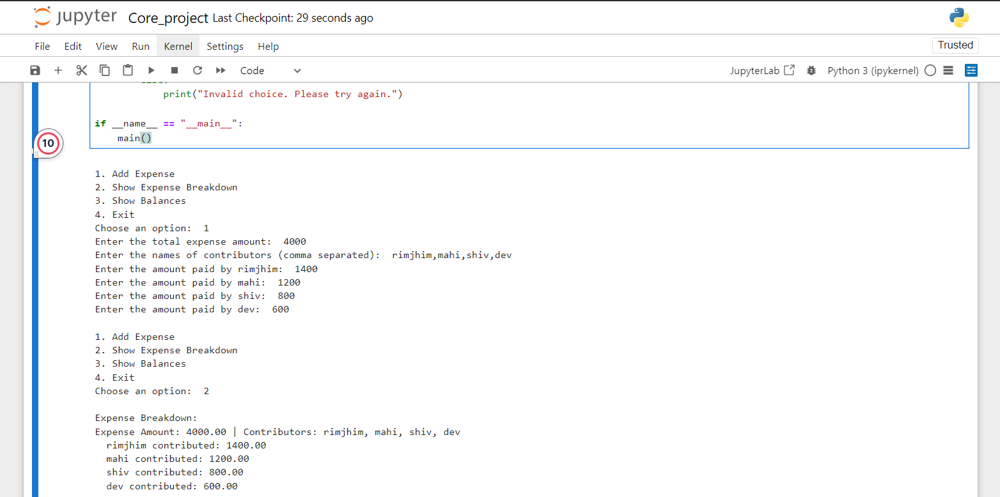 jupyter Core_project Last Checkpoint: 29 seconds ago
File Edit View Run Kernel Settings Help Trusted
Code JupyterLab Python 3 (ipykernel)
print("Invalid choice. Please try again.")
if __name__ == "__main__":
main()
10
1. Add Expense
2. Show Expense Breakdown
3. Show Balances
4. Exit
Choose an option: 1
Enter the total expense amount: 4000
Enter the names of contributors (comma separated): rimjhim,mahi,shiv,dev
Enter the amount paid by rimjhim: 1400
Enter the amount paid by mahi: 1200
Enter the amount paid by shiv: 800
Enter the amount paid by dev: 600
1. Add Expense
2. Show Expense Breakdown
3. Show Balances
4. Exit
Choose an option: 2
Expense Breakdown:
Expense Amount: 4000.00 | Contributors: rimjhim, mahi, shiv, dev
rimjhim contributed: 1400.00
mahi contributed: 1200.00
shiv contributed: 800.00
dev contributed: 600.00